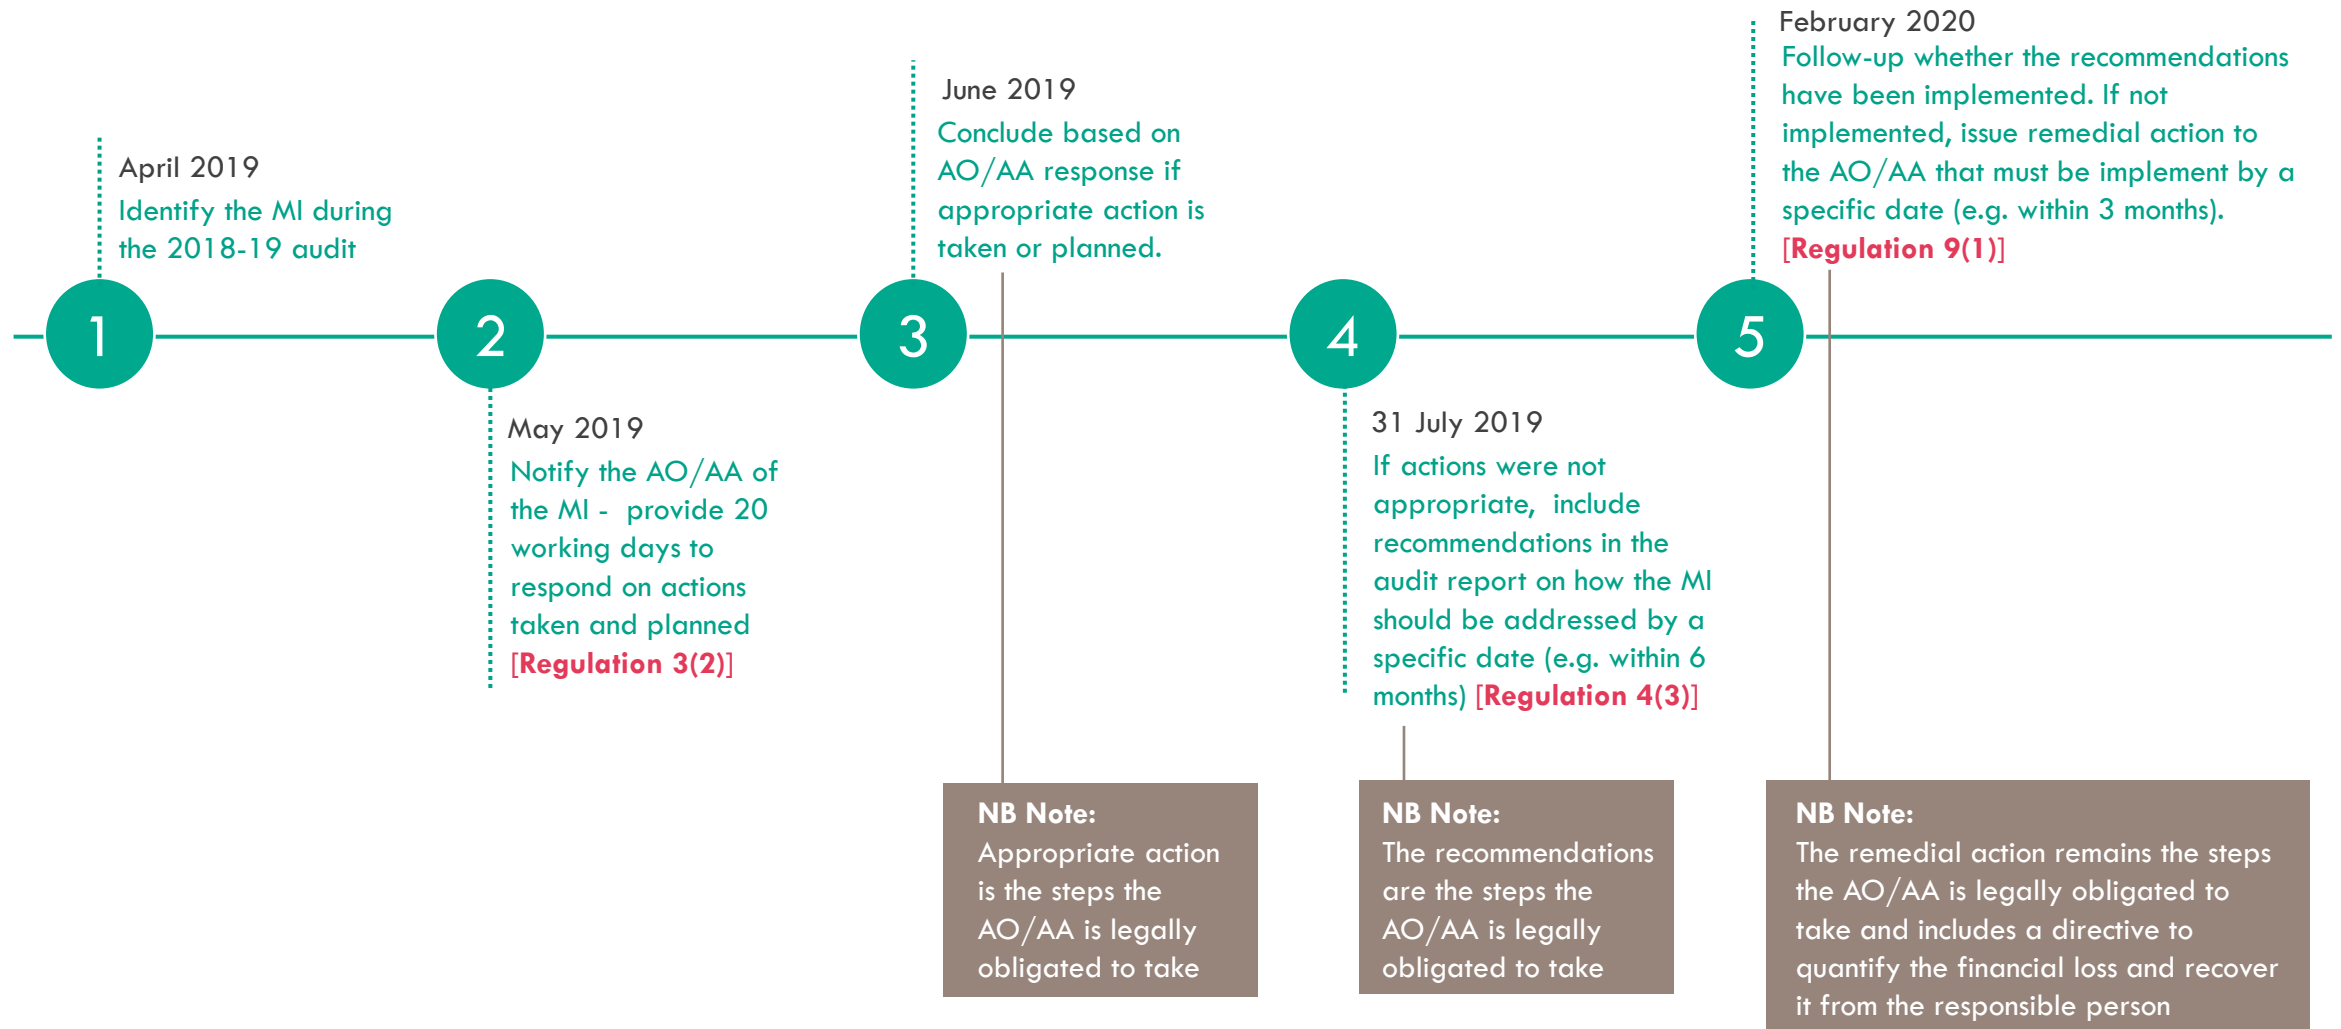 April 2019
Identify the MI during
the 2018-19 audit
1
2
May 2019
Notify the AO/AA of
the MI -  provide 20
working days to
respond on actions
taken and planned
[Regulation 3(2)]
June 2019
Conclude based on
AO/AA response if
appropriate action is
taken or planned.
3
NB Note:
Appropriate action
is the steps the
AO/AA is legally
obligated to take
4
31 July 2019
If actions were not
appropriate,  include
recommendations in the
audit report on how the MI
should be addressed by a
specific date (e.g. within 6
months) [Regulation 4(3)]
NB Note:
The recommendations
are the steps the
AO/AA is legally
obligated to take
February 2020
Follow-up whether the recommendations
have been implemented. If not
implemented, issue remedial action to
the AO/AA that must be implement by a
specific date (e.g. within 3 months).
[Regulation 9(1)]
5
NB Note:
The remedial action remains the steps
the AO/AA is legally obligated to
take and includes a directive to
quantify the financial loss and recover
it from the responsible person